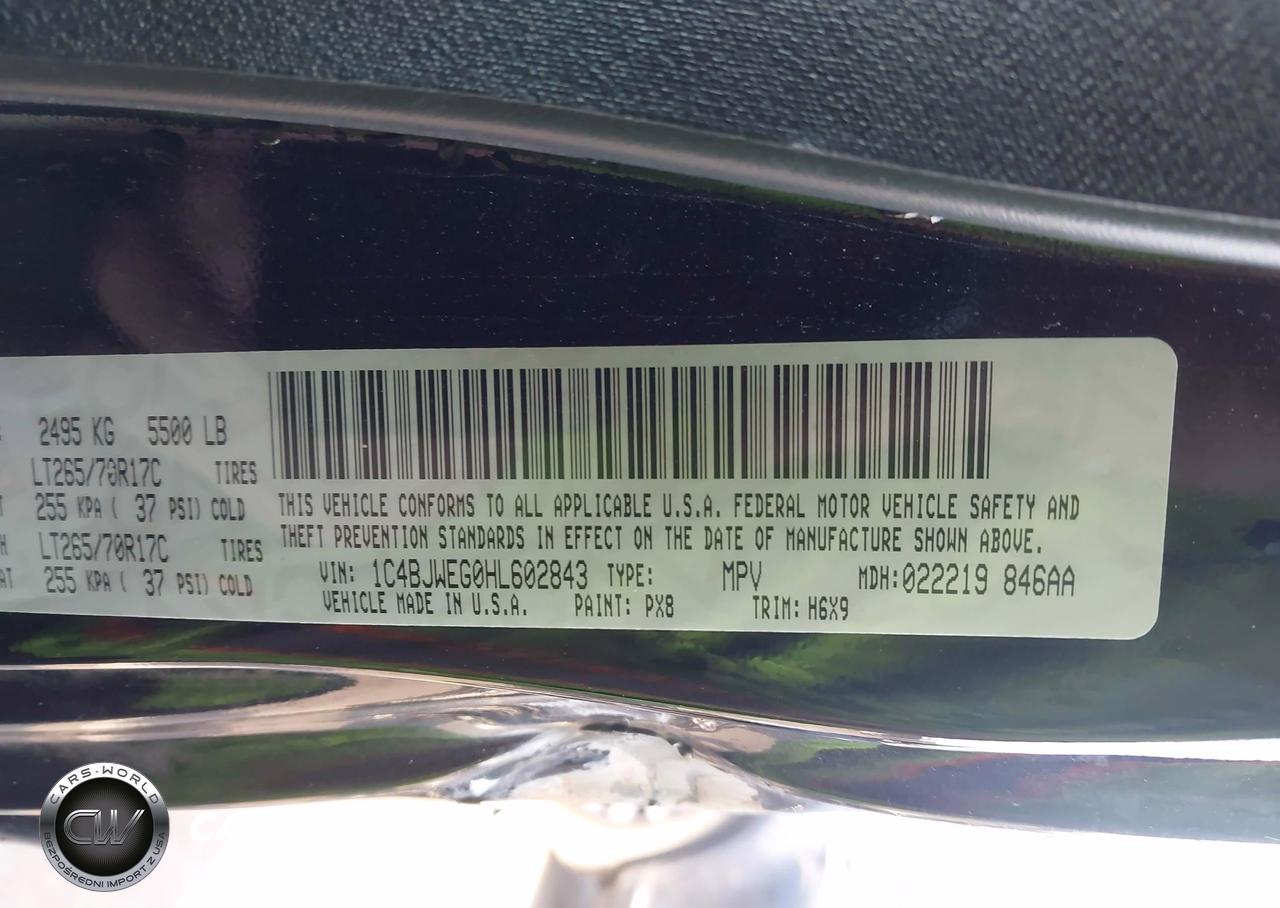 2495 KG 5500 LB
LT265/70R17C TIRES
255 KPA ( 37 PSI) COLD
LT265/70R17C TIRES
255 KPA ( 37 PSI) COLD
THIS VEHICLE CONFORMS TO ALL APPLICABLE U.S.A. FEDERAL MOTOR VEHICLE SAFETY AND
THEFT PREVENTION STANDARDS IN EFFECT ON THE DATE OF MANUFACTURE SHOWN ABOVE.
VIN: 1C4BJWEG0HL602843 TYPE: MPV MDH:022219 846AA
VEHICLE MADE IN U.S.A. PAINT: PX8 TRIM: H6X9
CARS-WORLD
CW
BEZPOŚREDNI IMPORT Z USA